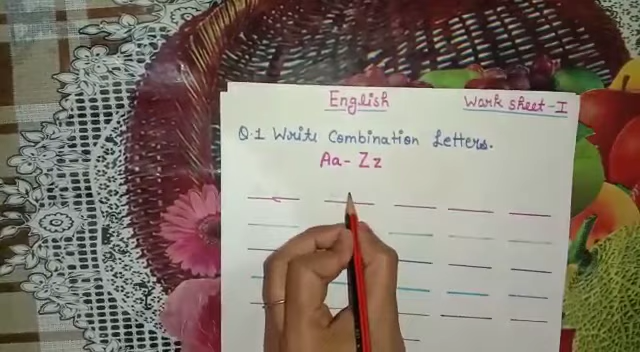 English
Work sheet-I
Q.1 Write Combination Letters.
Aa- Zz